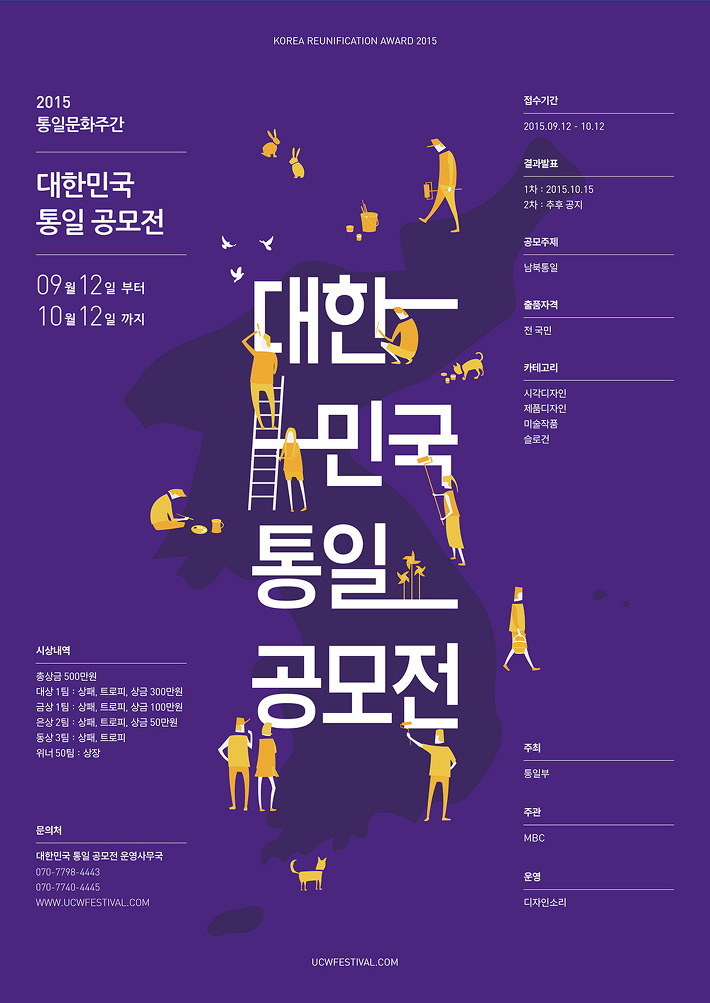 KOREA REUNIFICATION AWARD 2015
2015
통일문화주간
대한민국
통일 공모전
09월 12일 부터
10월 12일 까지
접수기간
2015.09.12 - 10.12
결과발표
1차 : 2015.10.15
2차 : 추후 공지
공모주제
남북통일
출품자격
전 국민
카테고리
시각디자인
제품디자인
미술작품
슬로건
대한
민국
통일
공모전
시상내역
총상금 500만원
대상 1팀 : 상패, 트로피, 상금 300만원
금상 1팀 : 상패, 트로피, 상금 100만원
은상 2팀 : 상패, 트로피, 상금 50만원
동상 3팀 : 상패, 트로피
위너 50팀 : 상장
문의처
대한민국 통일 공모전 운영사무국
070-7798-4443
070-7740-4445
WWW.UCWFESTIVAL.COM
주최
통일부
주관
MBC
운영
디자인소리
UCWFESTIVAL.COM